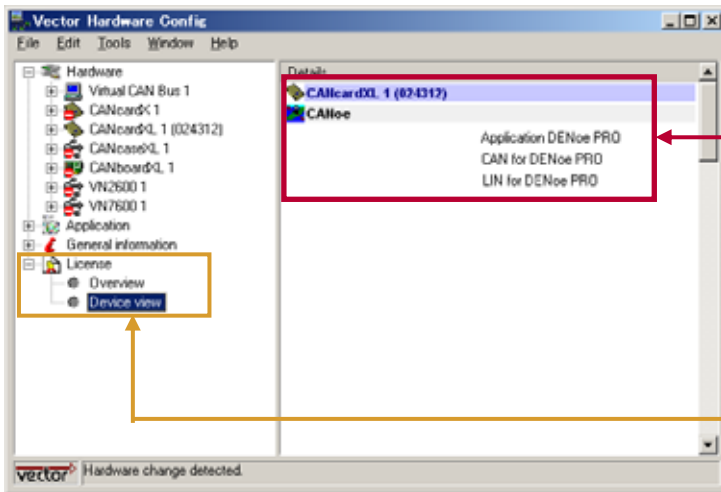 Vector Hardware Config
File Edit Tools Window Help
Hardware
Virtual CAN Bus 1
CANcardX 1
CANcardXL 1 (024312)
CANcaseXL 1
CANboardXL 1
VN2600 1
VN7600 1
Application
General information
License
Overview
Device view
Details
CANcardXL 1 (024312)
CANoe
Application DENoe PRO
CAN for DENoe PRO
LIN for DENoe PRO
vector Hardware change detected.